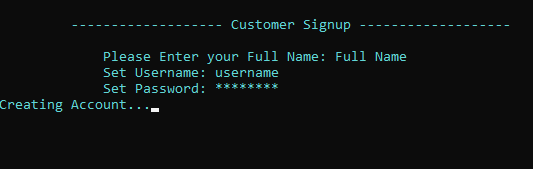 ------------------- Customer Signup -------------------
Please Enter your Full Name: Full Name
Set Username: username
Set Password: ********
Creating Account...